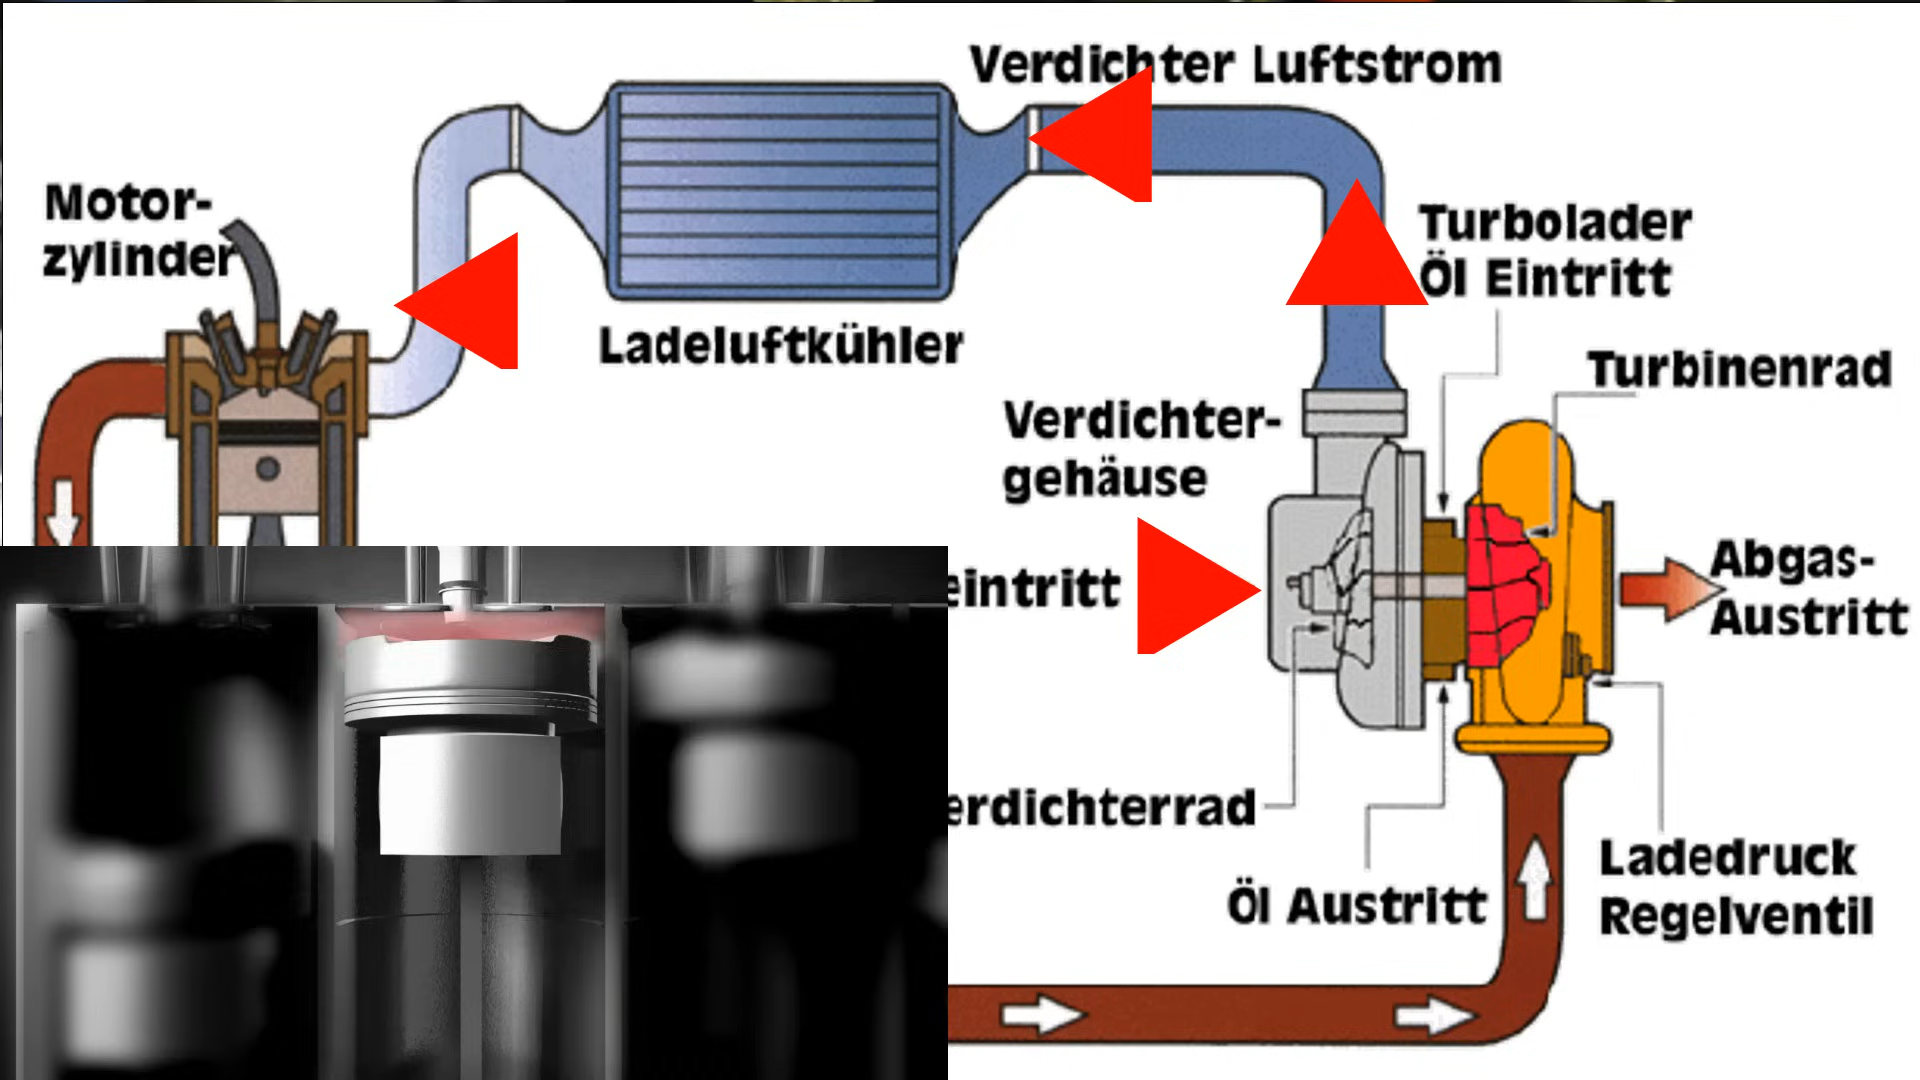 Verdichter Luftstrom
Motor-
zylinder
Turbolader
Öl Eintritt
Ladeluftkühler
Turbinenrad
Verdichter-
gehäuse
eintritt
Abgas-
Austritt
erdichterrad
Öl Austritt
Ladedruck
Regelventil